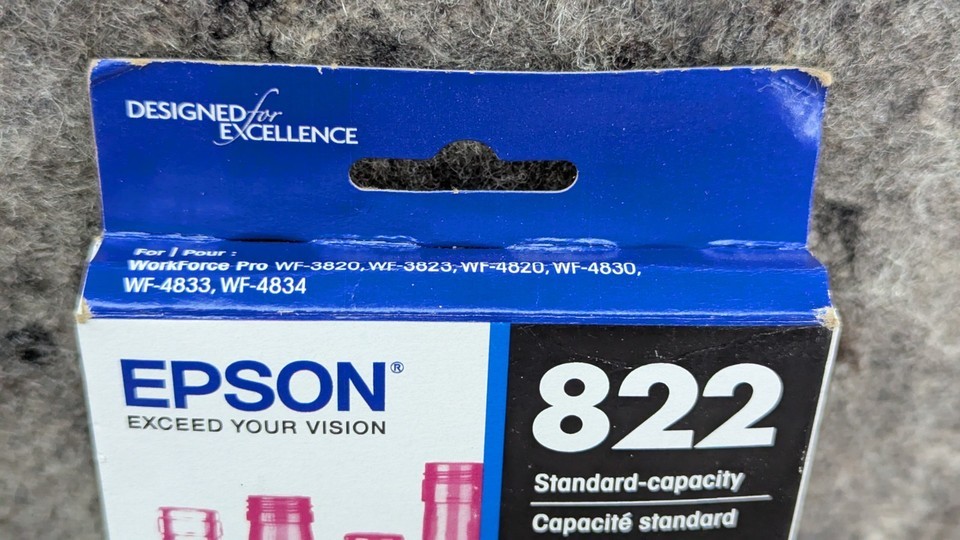 DESIGNED for
EXCELLENCE
For / Pour :
WorkForce Pro WF-3820, WF-3823, WF-4820, WF-4830,
WF-4833, WF-4834
EPSON®
EXCEED YOUR VISION
822
Standard-capacity
Capacité standard